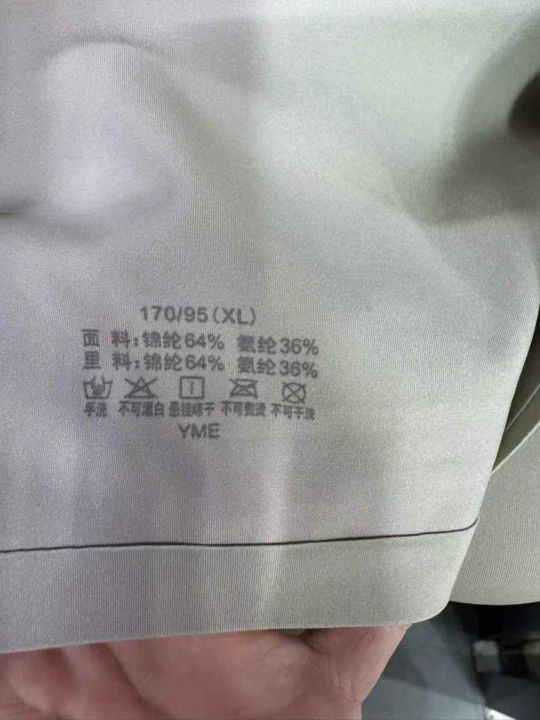 170/95(XL)
面 料:锦纶64% 氨纶36%
里 料:锦纶64% 氨纶36%
手洗 不可漂白 悬挂晾干 不可熨烫 不可干洗
YME